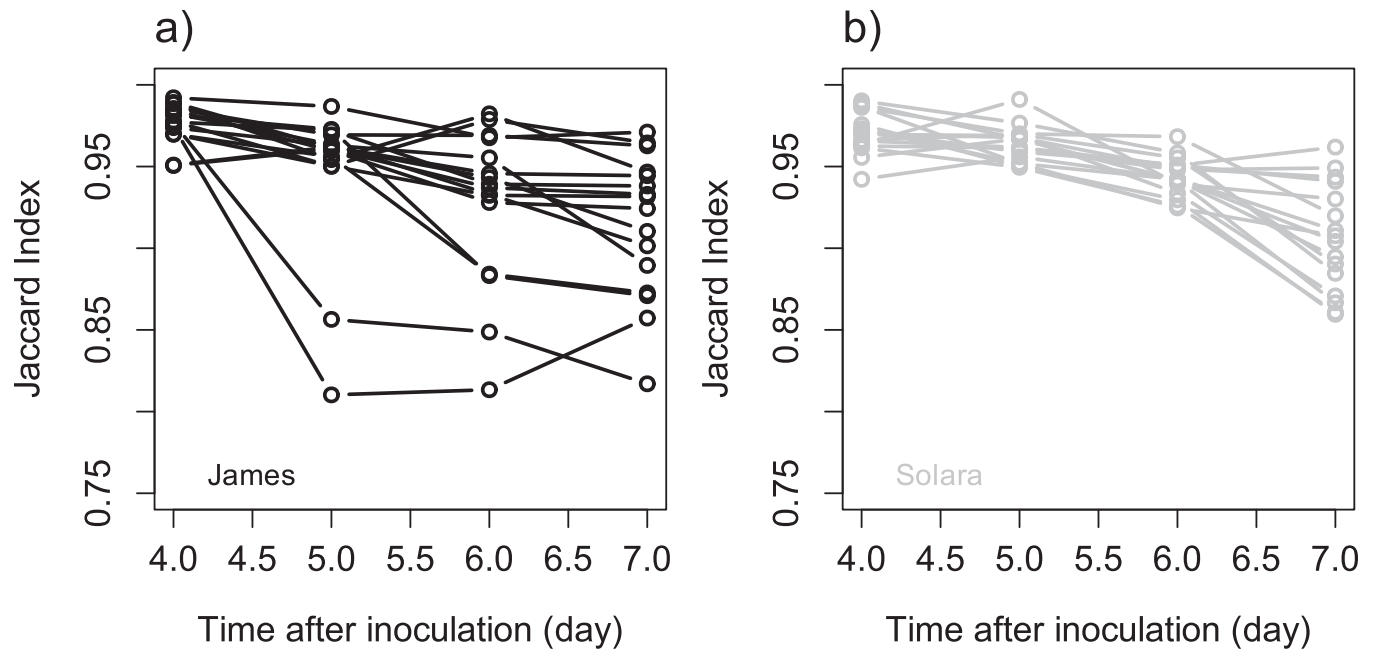 a)
Jaccard Index
0.95
0.85
0.75
James
4.0 4.5 5.0 5.5 6.0 6.5 7.0
Time after inoculation (day)
b)
Jaccard Index
0.95
0.85
0.75
Solara
4.0 4.5 5.0 5.5 6.0 6.5 7.0
Time after inoculation (day)